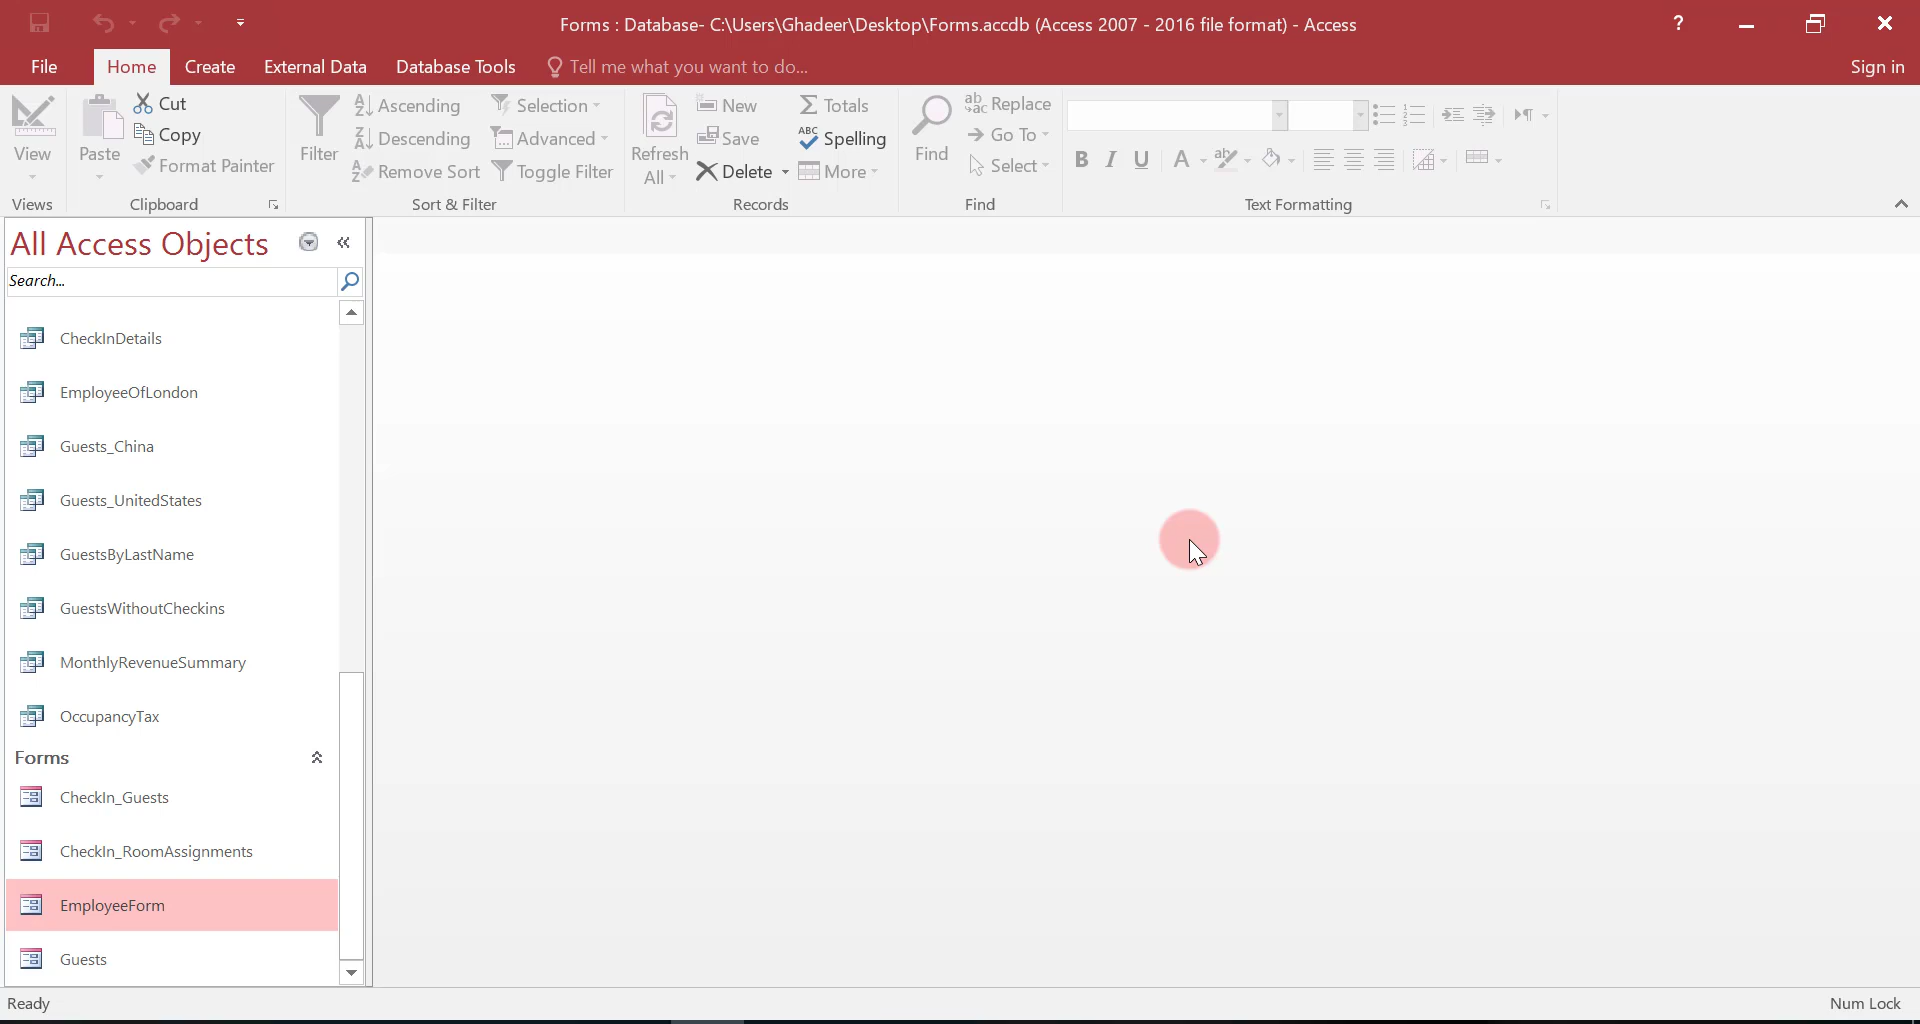 Forms : Database- C:\Users\Ghadeer\Desktop\Forms.accdb (Access 2007 - 2016 file format) - Access
?
File Home Create External Data Database Tools Tell me what you want to do... Sign in
View
Paste
Cut
Copy
Format Painter
Filter
Ascending
Descending
Remove Sort
Selection
Advanced
Toggle Filter
Refresh
All
New
Save
Delete
Totals
Spelling
More
Find
Replace
Go To
Select
B I U A
Views Clipboard Sort & Filter Records Find Text Formatting
All Access Objects
Search...
CheckInDetails
EmployeeOfLondon
Guests_China
Guests_UnitedStates
GuestsByLastName
GuestsWithoutCheckins
MonthlyRevenueSummary
OccupancyTax
Forms
CheckIn_Guests
CheckIn_RoomAssignments
EmployeeForm
Guests
Ready Num Lock